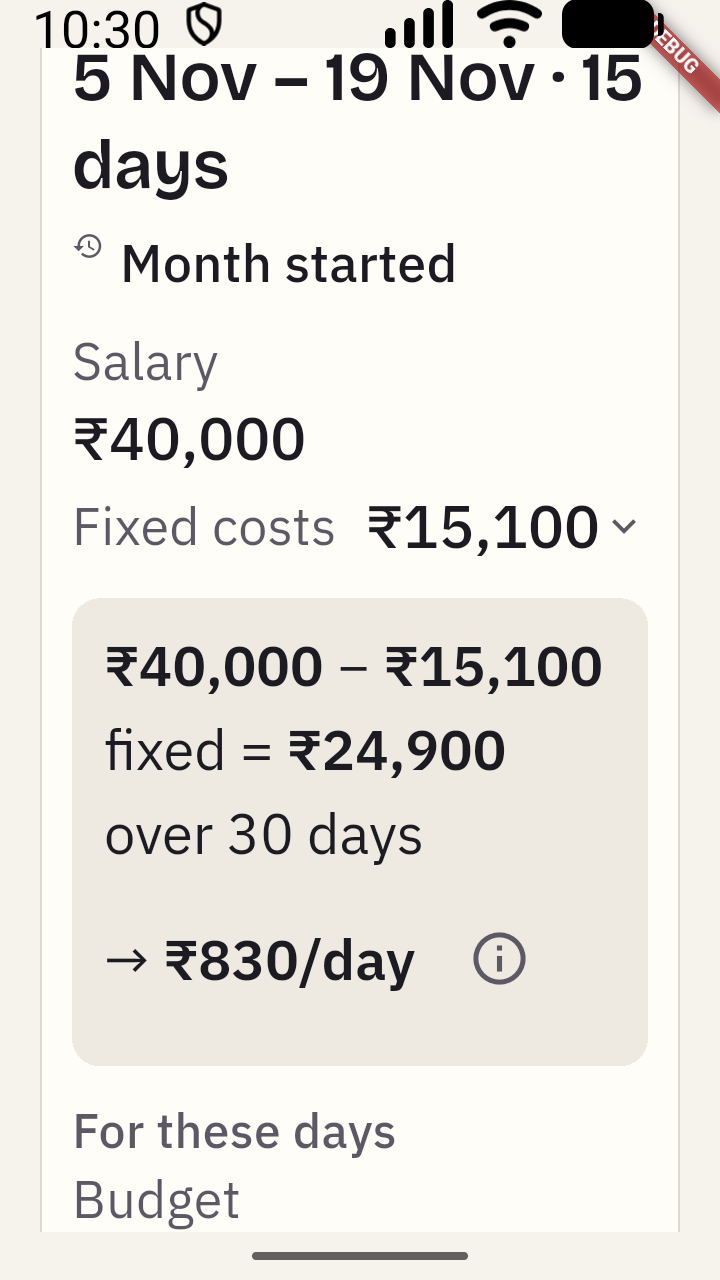 10:30
DEBUG
5 Nov – 19 Nov · 15
days
Month started
Salary
₹40,000
Fixed costs ₹15,100
₹40,000 – ₹15,100
fixed = ₹24,900
over 30 days
→ ₹830/day
For these days
Budget